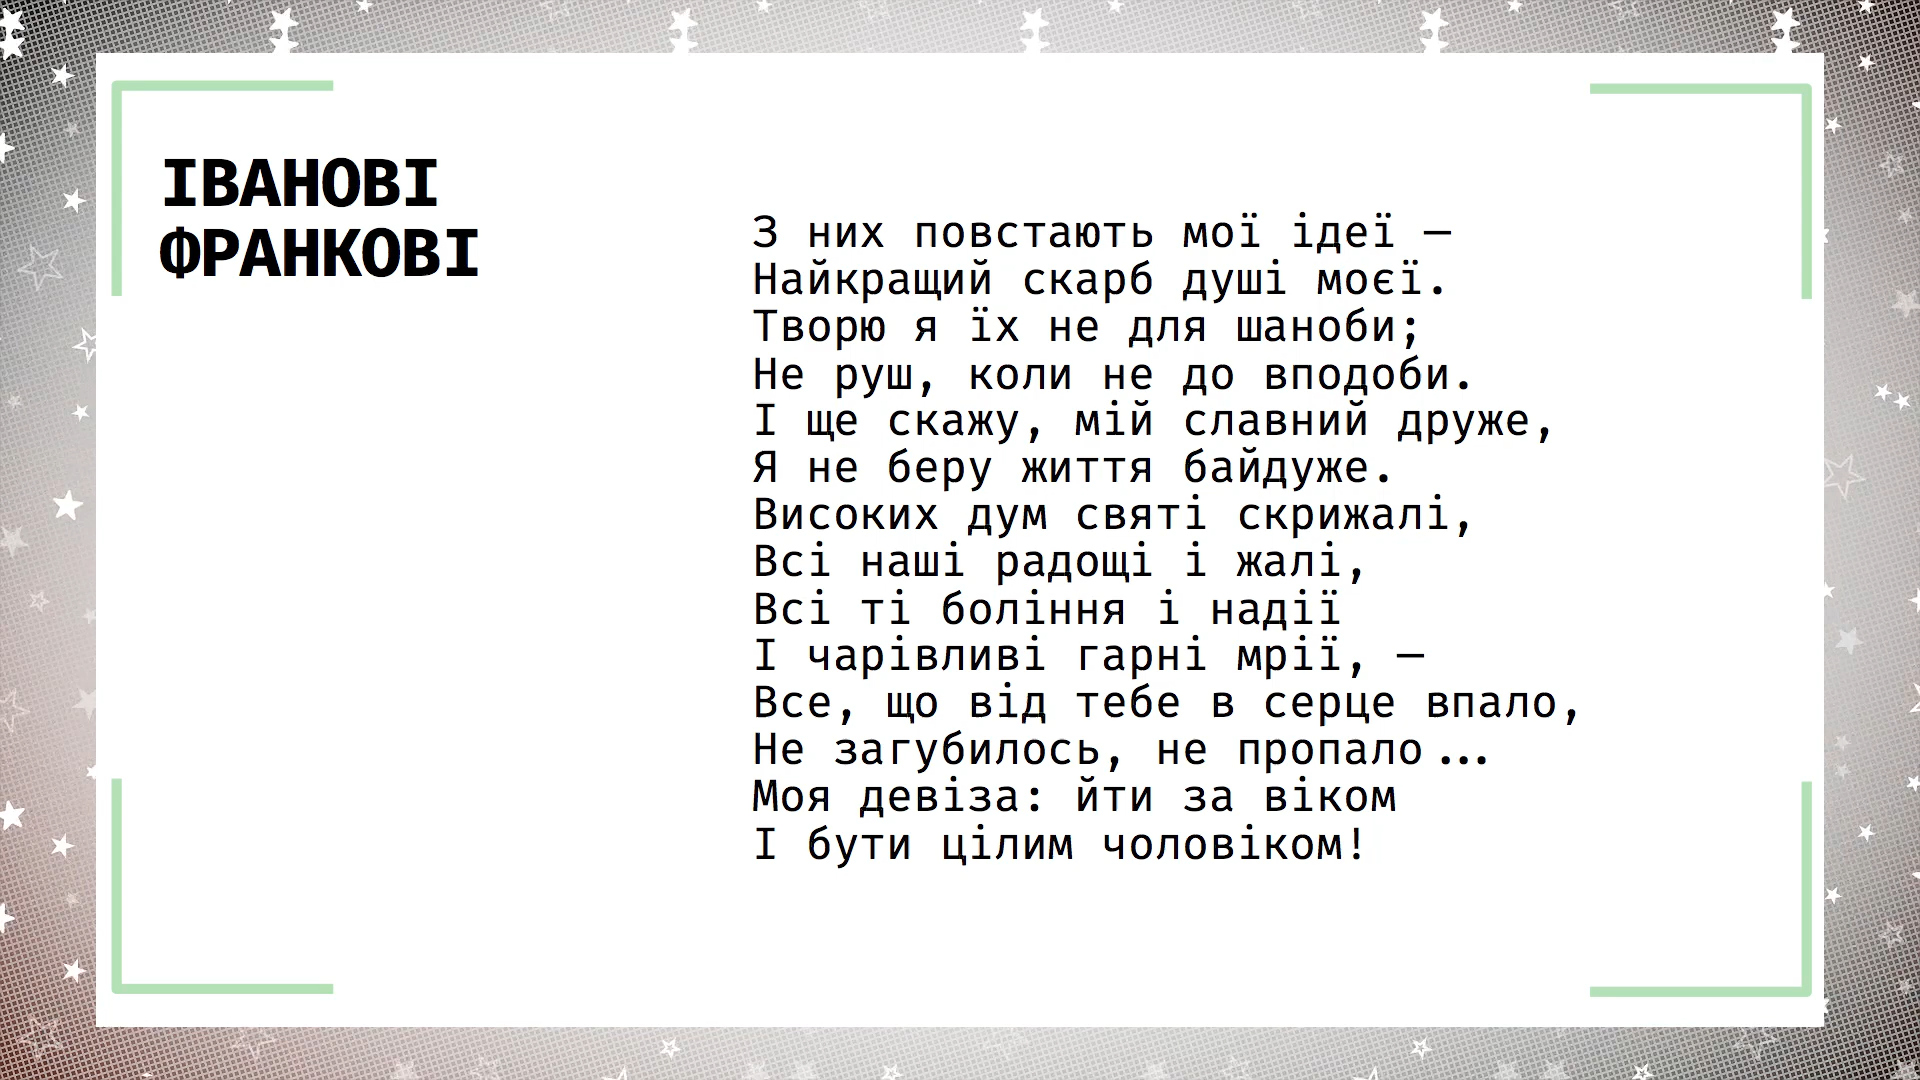 ІВАНОВІ
ФРАНКОВІ
З них повстають мої ідеї —
Найкращий скарб душі моєї.
Творю я їх не для шаноби;
Не руш, коли не до вподоби.
І ще скажу, мій славний друже,
Я не беру життя байдуже.
Високих дум святі скрижалі,
Всі наші радощі і жалі,
Всі ті боління і надії
І чарівливі гарні мрії, —
Все, що від тебе в серце впало,
Не загубилось, не пропало...
Моя девіза: йти за віком
І бути цілим чоловіком!